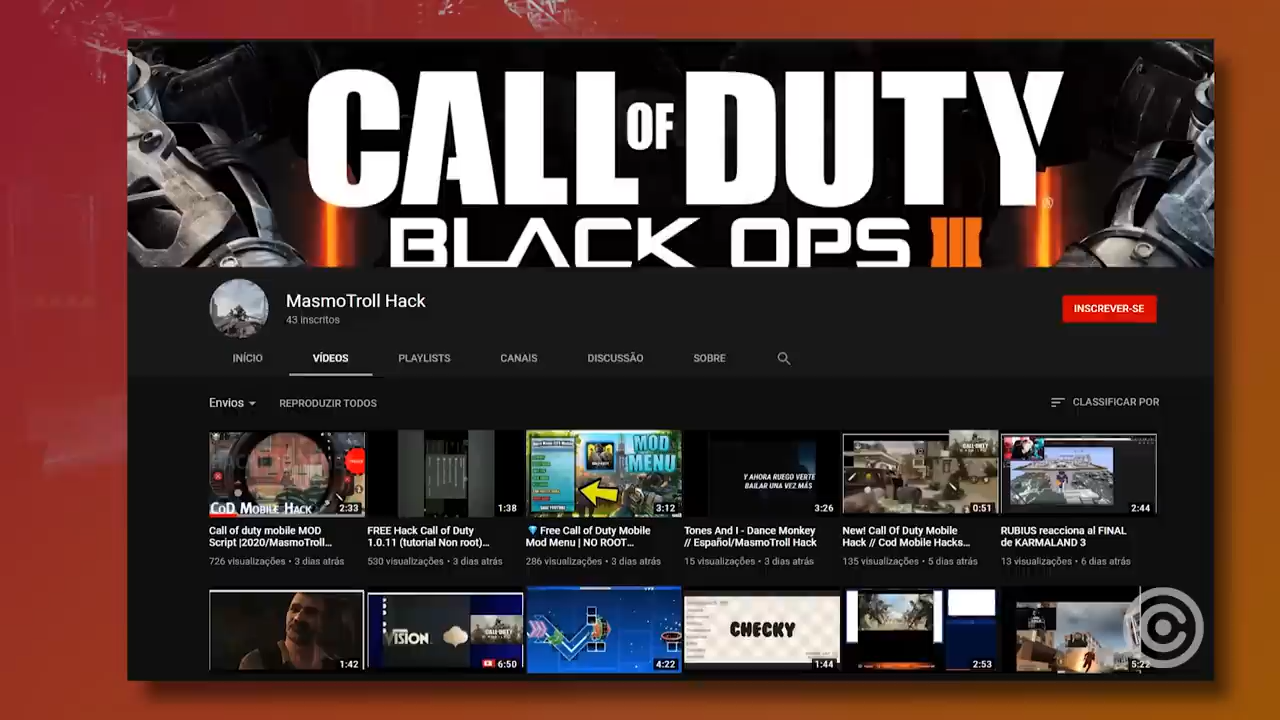 CALL OF DUTY
BLACK OPS III
MasmoTroll Hack
43 inscritos
INSCREVER-SE
INÍCIO VÍDEOS PLAYLISTS CANAIS DISCUSSÃO SOBRE
Envios REPRODUZIR TODOS CLASSIFICAR POR
CoD Mobile Hack 2:33
1:38
MOD MENU 3:12
Y AHORA RUEGO VERTE
BAILAR UNA VEZ MÁS
3:26
CALL OF DUTY 0:51
2:44
Call of duty mobile MOD
Script |2020/MasmoTroll...
726 visualizações • 3 dias atrás
FREE Hack Call of Duty
1.0.11 (tutorial Non root)...
530 visualizações • 3 dias atrás
Free Call of Duty Mobile
Mod Menu | NO ROOT...
286 visualizações • 3 dias atrás
Tones And I - Dance Monkey
// Español/MasmoTroll Hack
15 visualizações • 3 dias atrás
New! Call Of Duty Mobile
Hack // Cod Mobile Hacks...
135 visualizações • 5 dias atrás
RUBIUS reacciona al FINAL
de KARMALAND 3
13 visualizações • 6 dias atrás
1:42
VISION 6:50
4:22
CHECKY 1:44
2:53
5:22